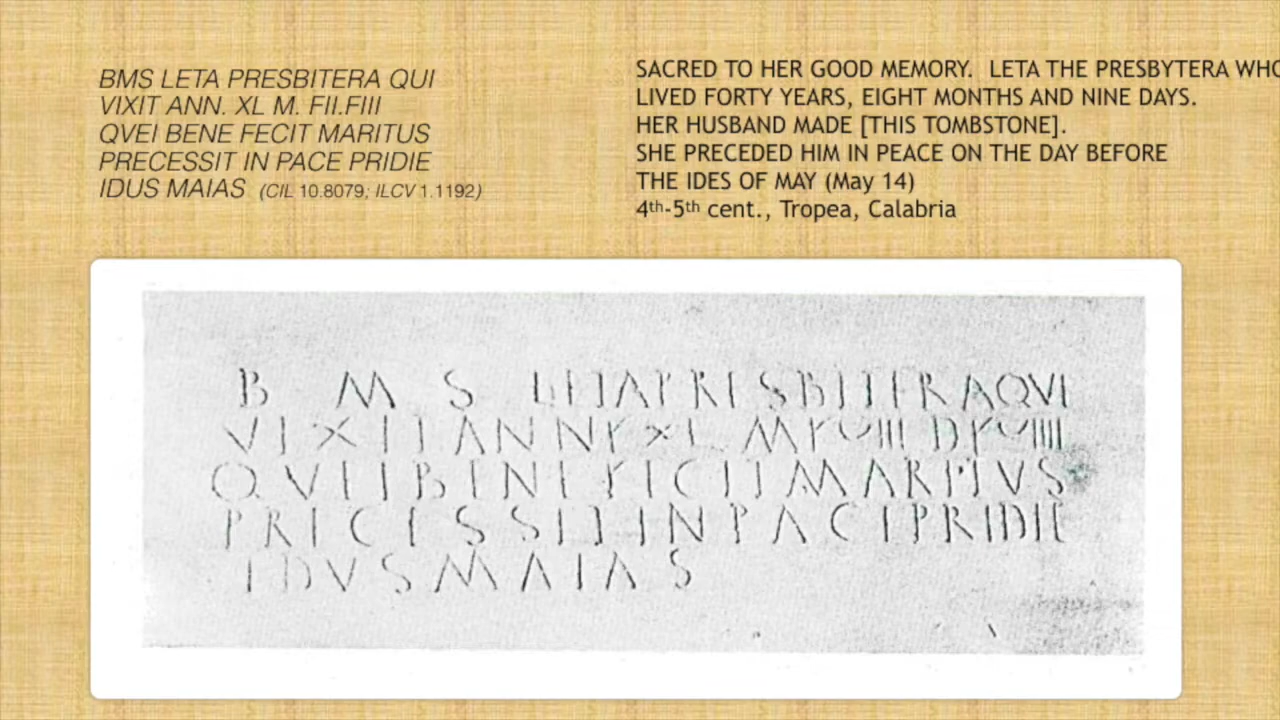 BMS LETA PRESBITERA QUI
VIXIT ANN. XL M. FII.FIII
QVEI BENE FECIT MARITUS
PRECESSIT IN PACE PRIDIE
IDUS MAIAS (CIL 10.8079; ILCV 1.1192)
SACRED TO HER GOOD MEMORY. LETA THE PRESBYTERA WHO
LIVED FORTY YEARS, EIGHT MONTHS AND NINE DAYS.
HER HUSBAND MADE [THIS TOMBSTONE].
SHE PRECEDED HIM IN PEACE ON THE DAY BEFORE
THE IDES OF MAY (May 14)
4th-5th cent., Tropea, Calabria
B M S LETA PRESBITERA QVI
VIXIT ANN XL M VIII D VIIII
QVEI BENE FECIT MARITVS
PRECESSIT IN PACE PRIDIE
IDVS MAIAS